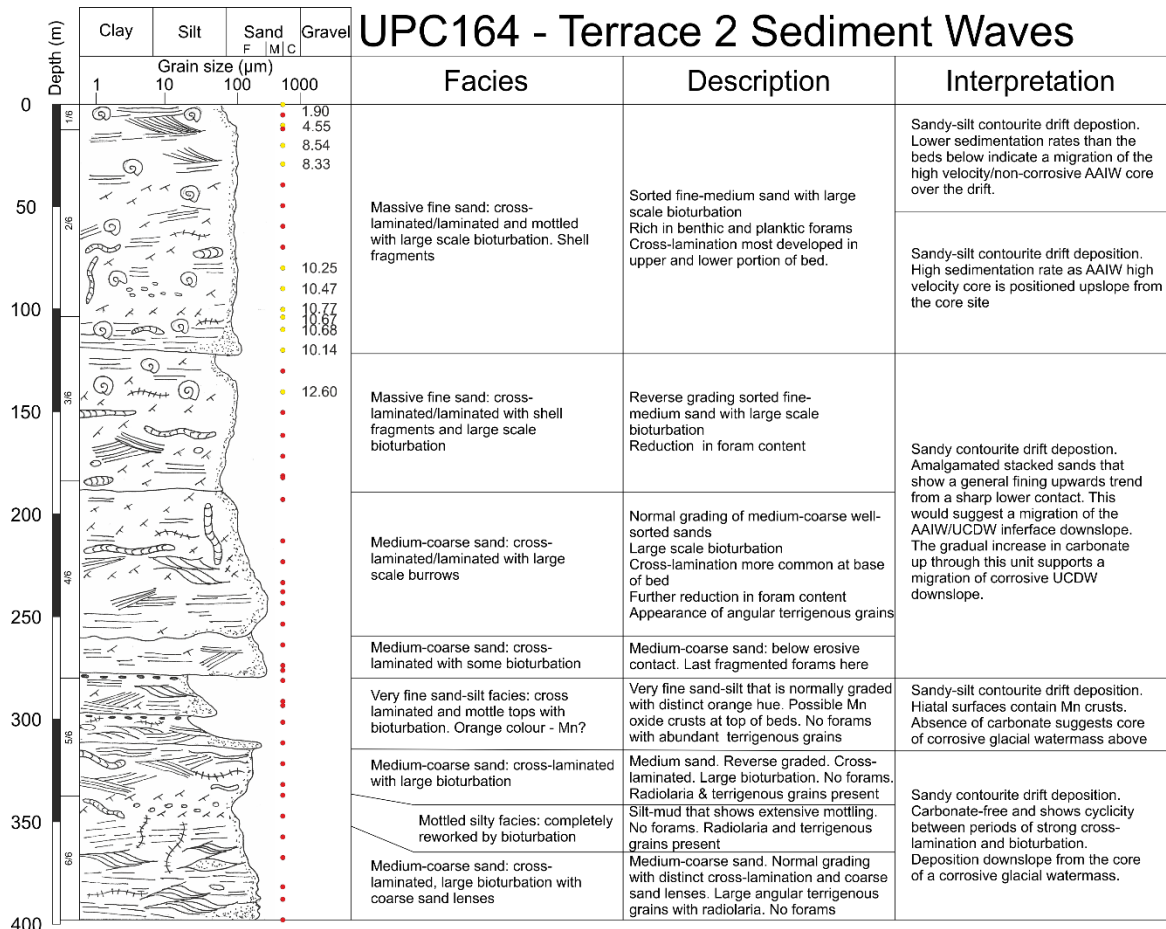 UPC164 - Terrace 2 Sediment Waves
Clay
Silt
Sand
F M C
Gravel
Depth (m)
Grain size (µm)
1
10
100
1000
Facies
Description
Interpretation
0
50
100
150
200
250
300
350
400
1/6
2/6
3/6
4/6
5/6
6/6
1.90
4.55
8.54
8.33
10.25
10.47
10.77
10.67
10.68
10.14
12.60
Massive fine sand: cross-
laminated/laminated and mottled
with large scale bioturbation. Shell
fragments
Sorted fine-medium sand with large
scale bioturbation
Rich in benthic and planktic forams
Cross-lamination most developed in
upper and lower portion of bed.
Sandy-silt contourite drift depostion.
Lower sedimentation rates than the
beds below indicate a migration of the
high velocity/non-corrosive AAIW core
over the drift.
Sandy-silt contourite drift deposition.
High sedimentation rate as AAIW high
velocity core is positioned upslope from
the core site
Massive fine sand: cross-
laminated/laminated with shell
fragments and large scale
bioturbation
Reverse grading sorted fine-
medium sand with large scale
bioturbation
Reduction in foram content
Sandy contourite drift depostion.
Amalgamated stacked sands that
show a general fining upwards trend
from a sharp lower contact. This
would suggest a migration of the
AAIW/UCDW inferface downslope.
The gradual increase in carbonate
up through this unit supports a
migration of corrosive UCDW
downslope.
Medium-coarse sand: cross-
laminated/laminated with large
scale burrows
Normal grading of medium-coarse well-
sorted sands
Large scale bioturbation
Cross-lamination more common at base
of bed
Further reduction in foram content
Appearance of angular terrigenous grains
Medium-coarse sand: cross-
laminated with some bioturbation
Medium-coarse sand: below erosive
contact. Last fragmented forams here
Very fine sand-silt facies: cross
laminated and mottle tops with
bioturbation. Orange colour - Mn?
Very fine sand-silt that is normally graded
with distinct orange hue. Possible Mn
oxide crusts at top of beds. No forams
with abundant terrigenous grains
Sandy-silt contourite drift deposition.
Hiatal surfaces contain Mn crusts.
Absence of carbonate suggests core
of corrosive glacial watermass above
Medium-coarse sand: cross-laminated
with large bioturbation
Medium sand. Reverse graded. Cross-
laminated. Large bioturbation. No forams.
Radiolaria & terrigenous grains present
Sandy contourite drift deposition.
Carbonate-free and shows cyclicity
between periods of strong cross-
lamination and bioturbation.
Deposition downslope from the core
of a corrosive glacial watermass.
Mottled silty facies: completely
reworked by bioturbation
Silt-mud that shows extensive mottling.
No forams. Radiolaria and terrigenous
grains present
Medium-coarse sand: cross-
laminated, large bioturbation with
coarse sand lenses
Medium-coarse sand. Normal grading
with distinct cross-lamination and coarse
sand lenses. Large angular terrigenous
grains with radiolaria. No forams